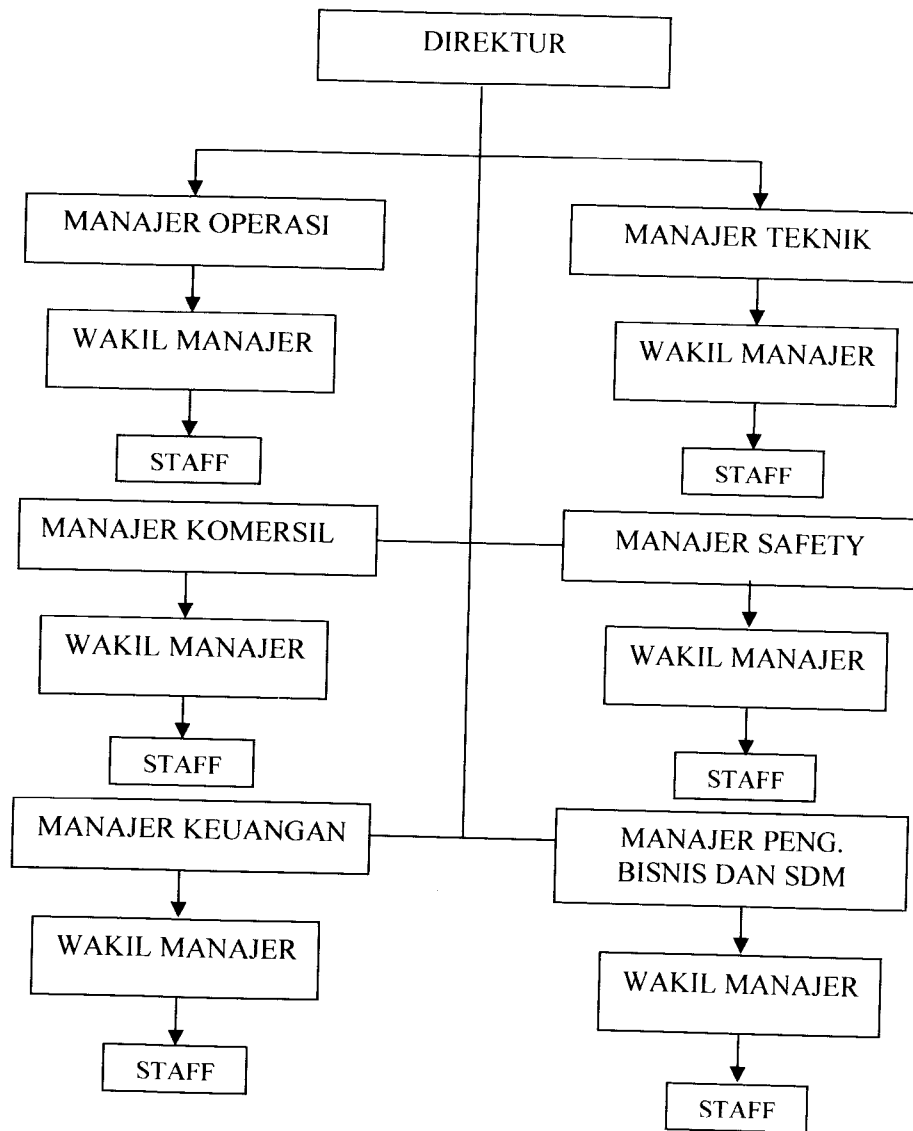 DIREKTUR
MANAJER OPERASI
MANAJER TEKNIK
WAKIL MANAJER
WAKIL MANAJER
STAFF
STAFF
MANAJER KOMERSIL
MANAJER SAFETY
WAKIL MANAJER
WAKIL MANAJER
STAFF
STAFF
MANAJER KEUANGAN
MANAJER PENG.
BISNIS DAN SDM
WAKIL MANAJER
WAKIL MANAJER
STAFF
STAFF